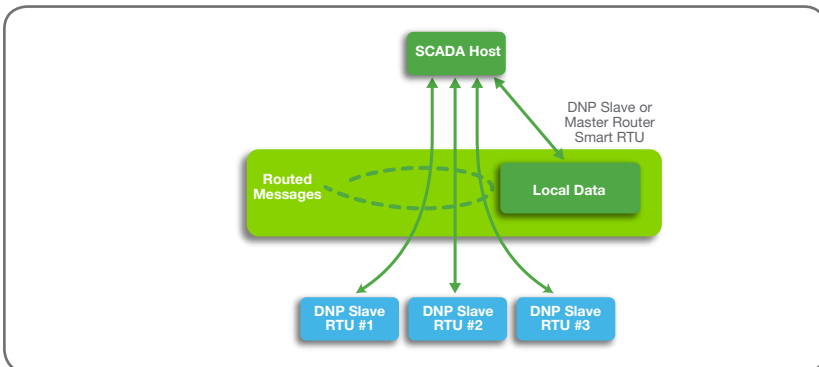 SCADA Host
DNP Slave or
Master Router
Smart RTU
Routed
Messages
Local Data
DNP Slave
RTU #1
DNP Slave
RTU #2
DNP Slave
RTU #3